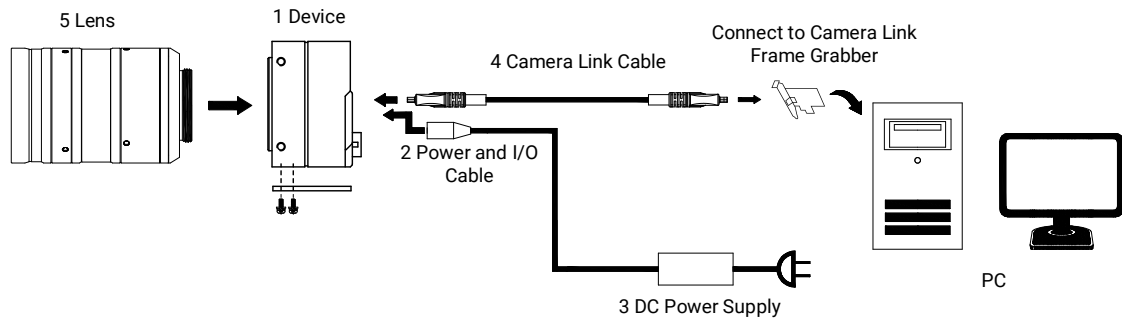 5 Lens
1 Device
4 Camera Link Cable
Connect to Camera Link
Frame Grabber
2 Power and I/O
Cable
3 DC Power Supply
PC